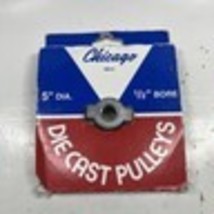 Chicago
5" DIA. 1/2" BORE
DIE CAST PULLEYS